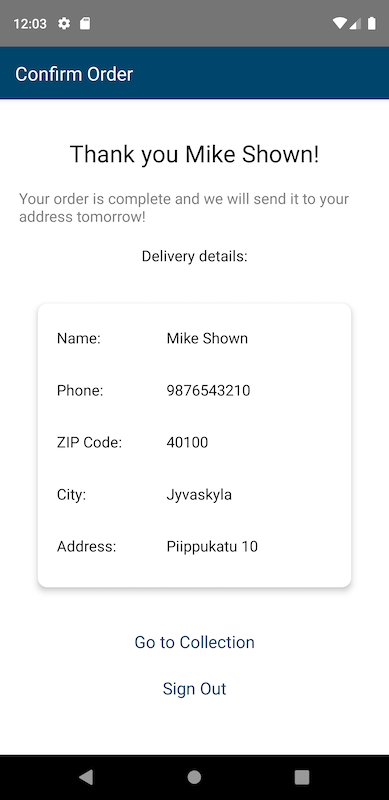 12:03
Confirm Order
Thank you Mike Shown!
Your order is complete and we will send it to your
address tomorrow!
Delivery details:
Name: Mike Shown
Phone: 9876543210
ZIP Code: 40100
City: Jyvaskyla
Address: Piippukatu 10
Go to Collection
Sign Out